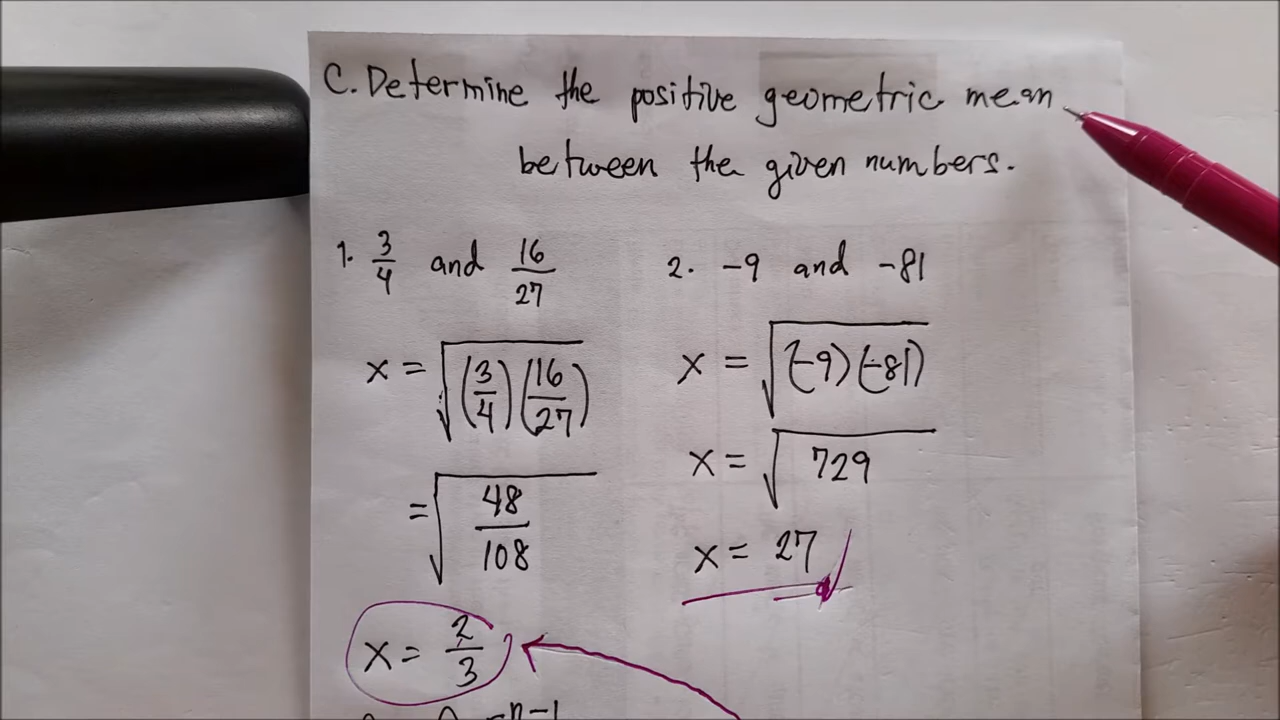 C. Determine the positive geometric mean
between the given numbers.
1. 3/4 and 16/27
x = √(3/4)(16/27)
= √48/108
x = 2/3
2. -9 and -81
x = √(-9)(-81)
x = √729
x = 27